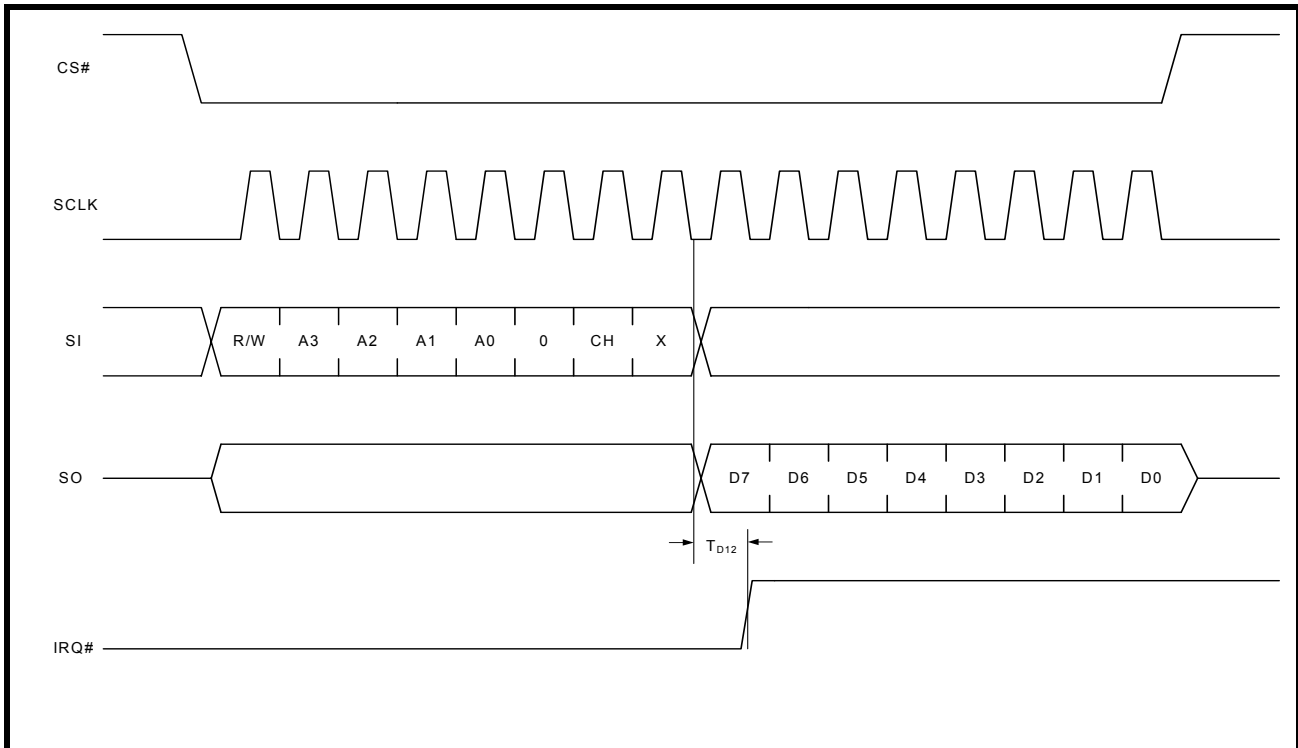 CS#
SCLK
SI
R/W A3 A2 A1 A0 0 CH X
SO
D7 D6 D5 D4 D3 D2 D1 D0
TD12
IRQ#